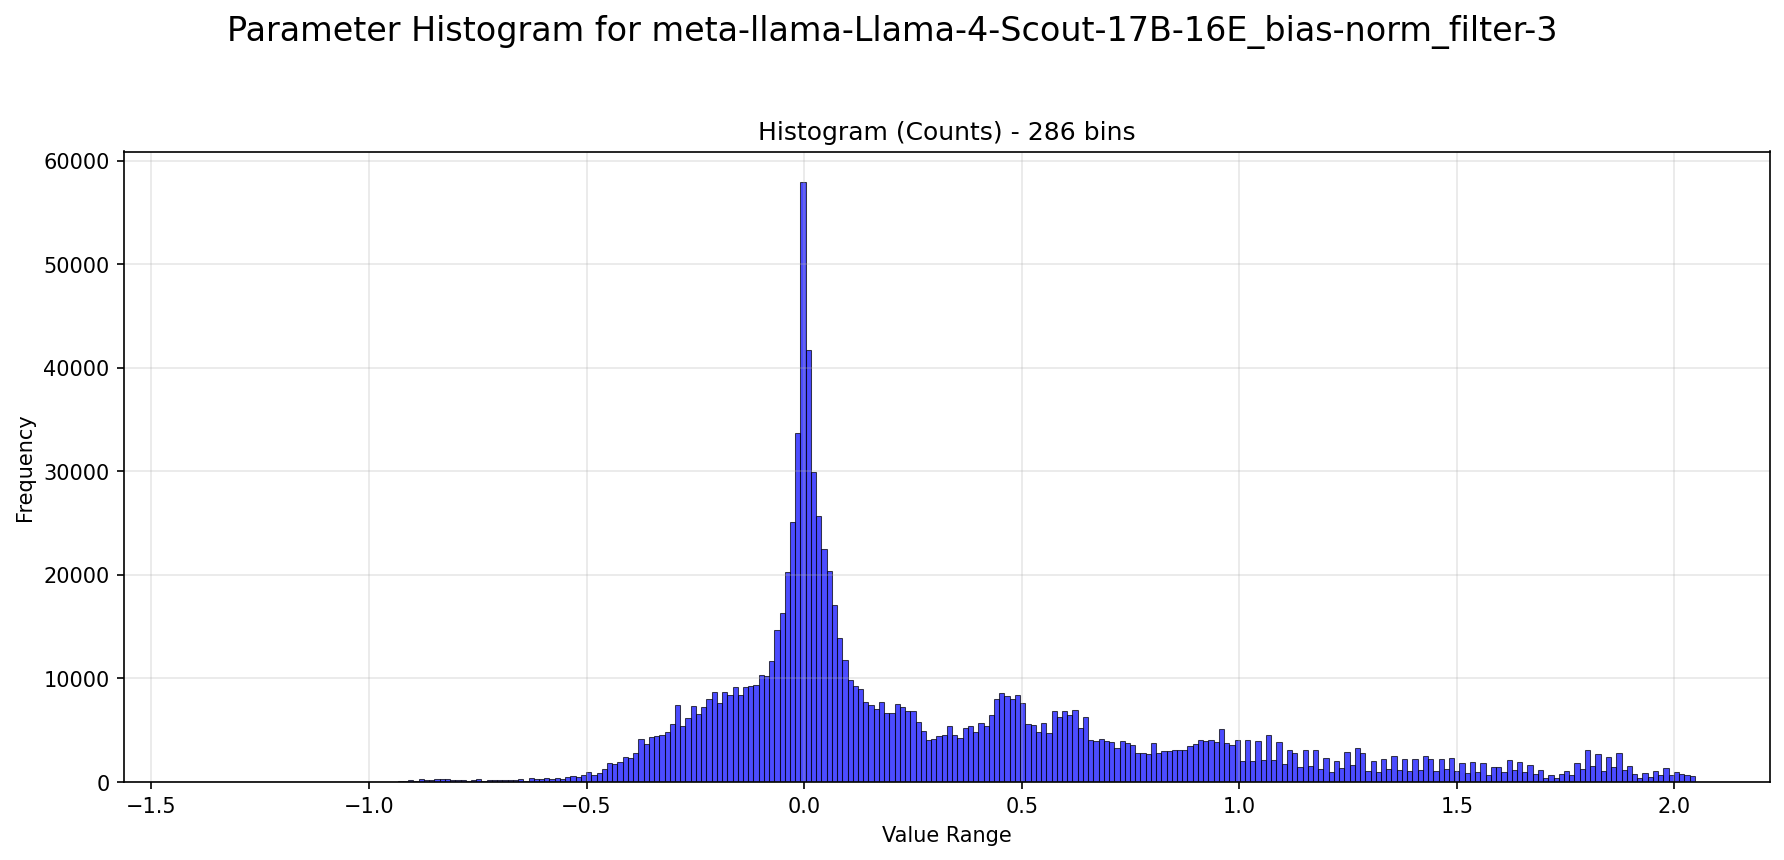 Parameter Histogram for meta-llama-Llama-4-Scout-17B-16E_bias-norm_filter-3
Histogram (Counts) - 286 bins
60000
50000
40000
30000
20000
10000
0
Frequency
−1.5 −1.0 −0.5 0.0 0.5 1.0 1.5 2.0
Value Range